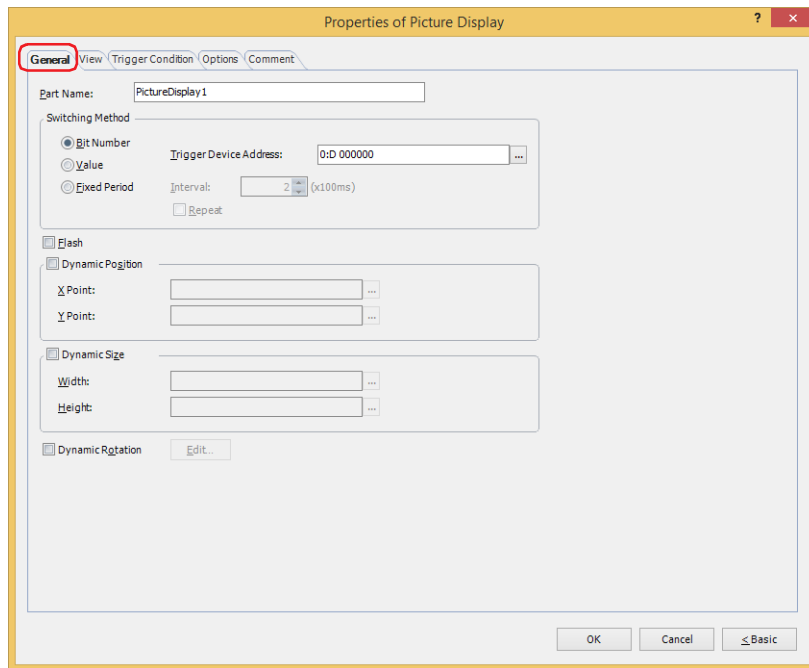 Properties of Picture Display
? ×
General View Trigger Condition Options Comment
Part Name: PictureDisplay1
Switching Method
Bit Number
Trigger Device Address: 0:D 000000 ...
Value
Fixed Period Interval: 2 (x100ms)
Repeat
Flash
Dynamic Position
X Point: ...
Y Point: ...
Dynamic Size
Width: ...
Height: ...
Dynamic Rotation Edit...
OK Cancel < Basic